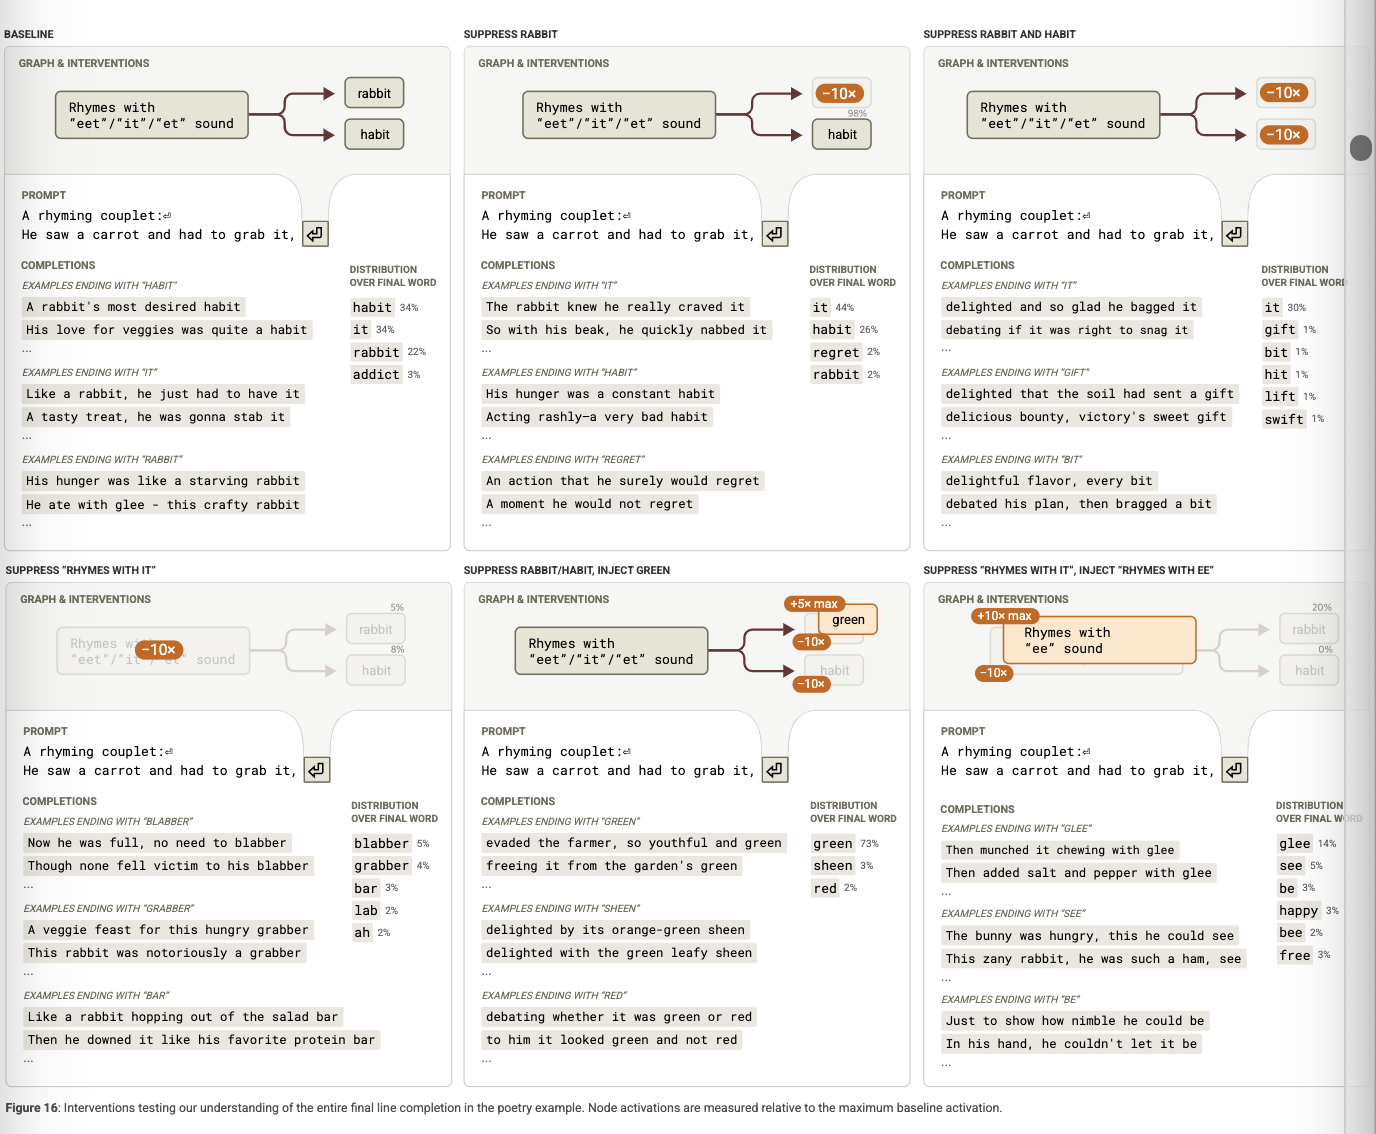 BASELINE
GRAPH & INTERVENTIONS
Rhymes with
“eet”/“it”/“et” sound
rabbit
habit
PROMPT
A rhyming couplet:⏎
He saw a carrot and had to grab it, ⏎
COMPLETIONS
EXAMPLES ENDING WITH “HABIT”
A rabbit's most desired habit
His love for veggies was quite a habit
...
EXAMPLES ENDING WITH “IT”
Like a rabbit, he just had to have it
A tasty treat, he was gonna stab it
...
EXAMPLES ENDING WITH “RABBIT”
His hunger was like a starving rabbit
He ate with glee - this crafty rabbit
...
DISTRIBUTION
OVER FINAL WORD
habit 34%
it 34%
rabbit 22%
addict 3%
SUPPRESS RABBIT
GRAPH & INTERVENTIONS
Rhymes with
“eet”/“it”/“et” sound
−10×
98%
habit
PROMPT
A rhyming couplet:⏎
He saw a carrot and had to grab it, ⏎
COMPLETIONS
EXAMPLES ENDING WITH “IT”
The rabbit knew he really craved it
So with his beak, he quickly nabbed it
...
EXAMPLES ENDING WITH “HABIT”
His hunger was a constant habit
Acting rashly—a very bad habit
...
EXAMPLES ENDING WITH “REGRET”
An action that he surely would regret
A moment he would not regret
...
DISTRIBUTION
OVER FINAL WORD
it 44%
habit 26%
regret 2%
rabbit 2%
SUPPRESS RABBIT AND HABIT
GRAPH & INTERVENTIONS
Rhymes with
“eet”/“it”/“et” sound
−10×
−10×
PROMPT
A rhyming couplet:⏎
He saw a carrot and had to grab it, ⏎
COMPLETIONS
EXAMPLES ENDING WITH “IT”
delighted and so glad he bagged it
debating if it was right to snag it
...
EXAMPLES ENDING WITH “GIFT”
delighted that the soil had sent a gift
delicious bounty, victory's sweet gift
...
EXAMPLES ENDING WITH “BIT”
delightful flavor, every bit
debated his plan, then bragged a bit
...
DISTRIBUTION
OVER FINAL WORD
it 30%
gift 1%
bit 1%
hit 1%
lift 1%
swift 1%
SUPPRESS “RHYMES WITH IT”
GRAPH & INTERVENTIONS
Rhymes with
“eet”/“it”/“et” sound
−10×
5%
rabbit
8%
habit
PROMPT
A rhyming couplet:⏎
He saw a carrot and had to grab it, ⏎
COMPLETIONS
EXAMPLES ENDING WITH “BLABBER”
Now he was full, no need to blabber
Though none fell victim to his blabber
...
EXAMPLES ENDING WITH “GRABBER”
A veggie feast for this hungry grabber
This rabbit was notoriously a grabber
...
EXAMPLES ENDING WITH “BAR”
Like a rabbit hopping out of the salad bar
Then he downed it like his favorite protein bar
...
DISTRIBUTION
OVER FINAL WORD
blabber 5%
grabber 4%
bar 3%
lab 2%
ah 2%
SUPPRESS RABBIT/HABIT, INJECT GREEN
GRAPH & INTERVENTIONS
Rhymes with
“eet”/“it”/“et” sound
+5× max
green
−10×
habit
−10×
PROMPT
A rhyming couplet:⏎
He saw a carrot and had to grab it, ⏎
COMPLETIONS
EXAMPLES ENDING WITH “GREEN”
evaded the farmer, so youthful and green
freeing it from the garden's green
...
EXAMPLES ENDING WITH “SHEEN”
delighted by its orange-green sheen
delighted with the green leafy sheen
...
EXAMPLES ENDING WITH “RED”
debating whether it was green or red
to him it looked green and not red
...
DISTRIBUTION
OVER FINAL WORD
green 73%
sheen 3%
red 2%
SUPPRESS “RHYMES WITH IT”, INJECT “RHYMES WITH EE”
GRAPH & INTERVENTIONS
+10× max
Rhymes with
“ee” sound
−10×
20%
rabbit
0%
habit
PROMPT
A rhyming couplet:⏎
He saw a carrot and had to grab it, ⏎
COMPLETIONS
EXAMPLES ENDING WITH “GLEE”
Then munched it chewing with glee
Then added salt and pepper with glee
...
EXAMPLES ENDING WITH “SEE”
The bunny was hungry, this he could see
This zany rabbit, he was such a ham, see
...
EXAMPLES ENDING WITH “BE”
Just to show how nimble he could be
In his hand, he couldn't let it be
...
DISTRIBUTION
OVER FINAL WORD
glee 14%
see 5%
be 3%
happy 3%
bee 2%
free 3%
Figure 16: Interventions testing our understanding of the entire final line completion in the poetry example. Node activations are measured relative to the maximum baseline activation.